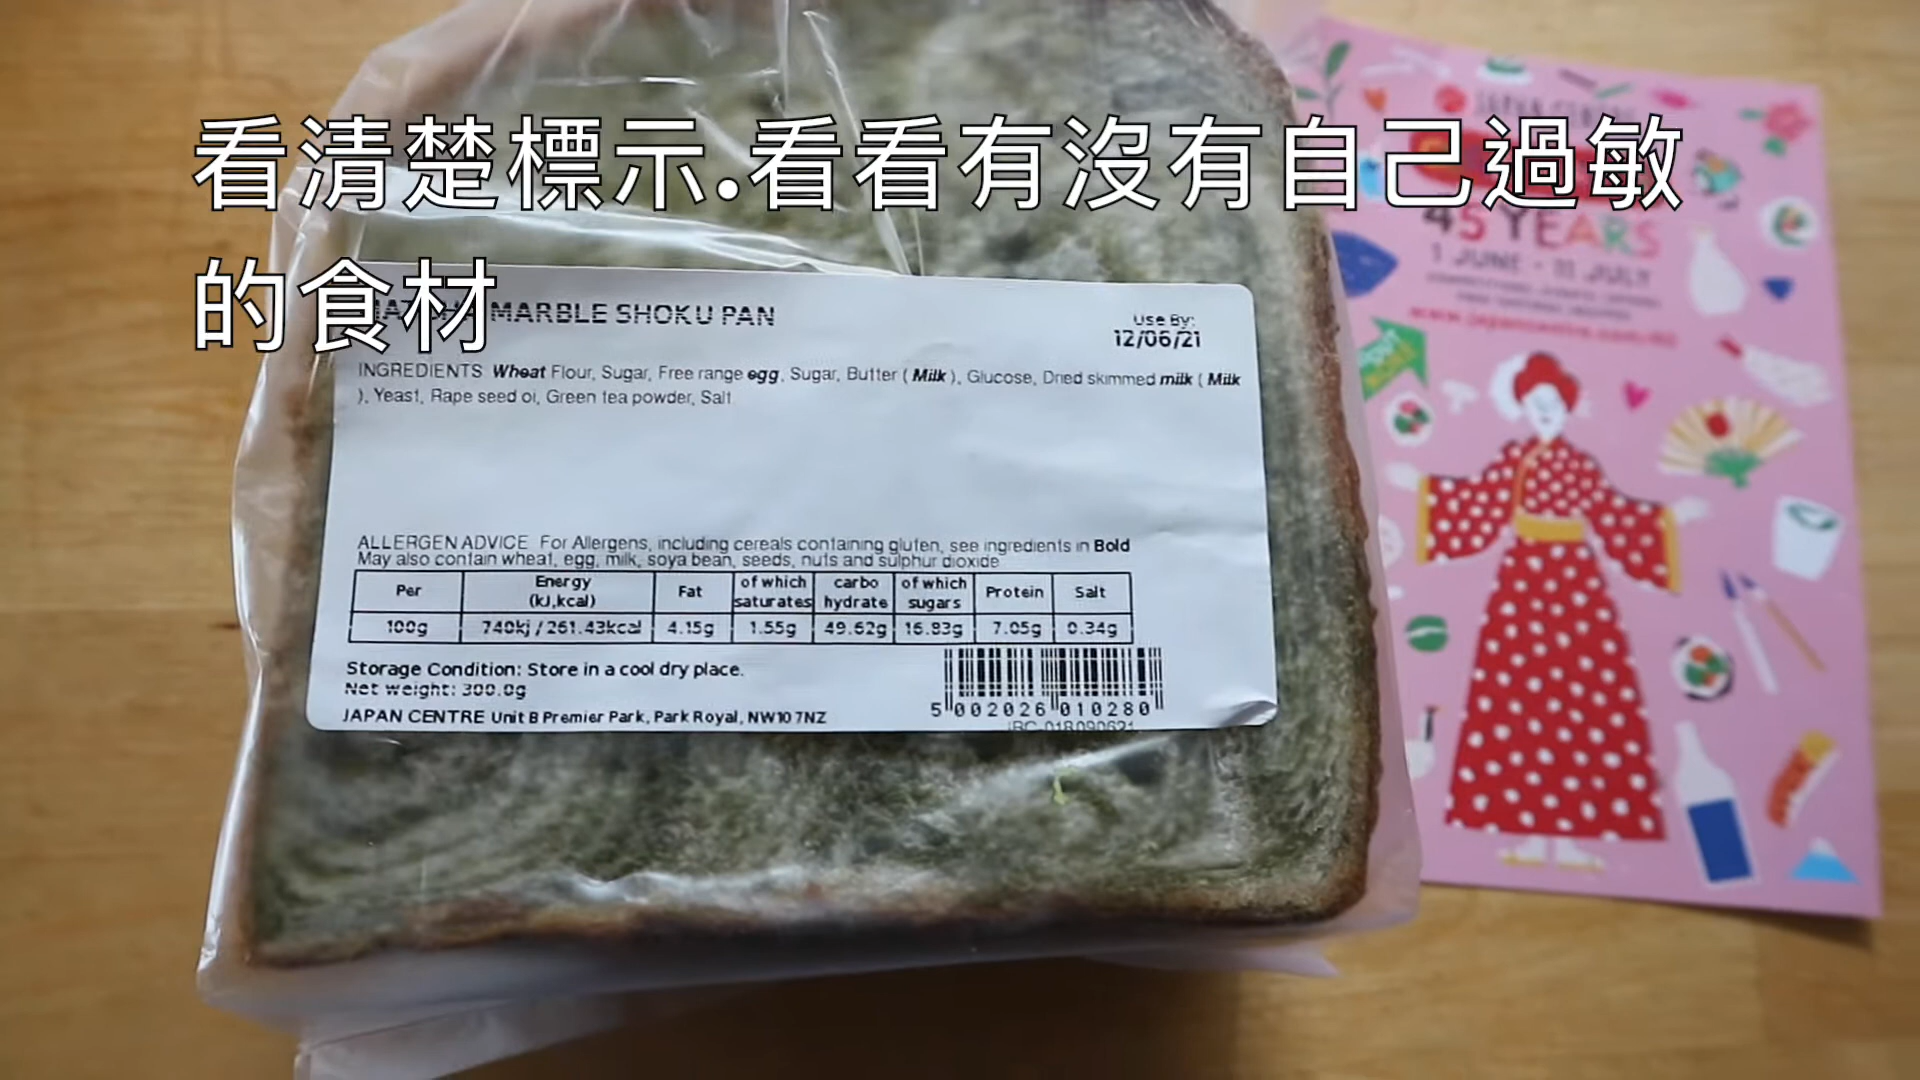 看清楚標示.看看有沒有自己過敏
的食材
MARBLE SHOKU PAN
Use By:
12/06/21
INGREDIENTS Wheat Flour, Sugar, Free range egg, Sugar, Butter ( Milk ), Glucose, Dried skimmed milk ( Milk
), Yeast, Rape seed oi, Green tea powder, Salt
ALLERGEN ADVICE For Allergens, including cereals containing gluten, see ingredients in Bold
May also contain wheat, egg, milk, soya bean, seeds, nuts and sulphur dioxide
Per Energy (kJ,kcal) Fat of which saturates carbo hydrate of which sugars Protein Salt
100g 740kj / 261.43kcal 4.15g 1.55g 49.62g 16.83g 7.05g 0.34g
Storage Condition: Store in a cool dry place.
Net weight: 300.0g
JAPAN CENTRE Unit B Premier Park, Park Royal, NW10 7NZ
5 002026 010280
JAPAN CENTRE
45 YEARS
1 JUNE - 11 JULY